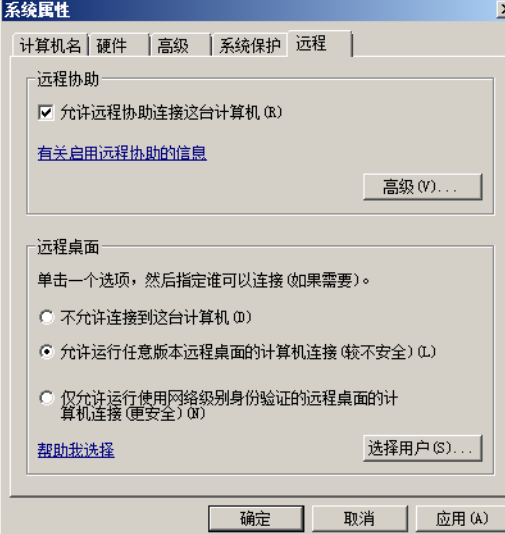 系统属性
计算机名 硬件 高级 系统保护 远程
远程协助
允许远程协助连接这台计算机(R)
有关启用远程协助的信息
高级(V)...
远程桌面
单击一个选项，然后指定谁可以连接(如果需要)。
不允许连接到这台计算机(D)
允许运行任意版本远程桌面的计算机连接(较不安全)(L)
仅允许运行使用网络级别身份验证的远程桌面的计
算机连接(更安全)(N)
帮助我选择
选择用户(S)...
确定 取消 应用(A)